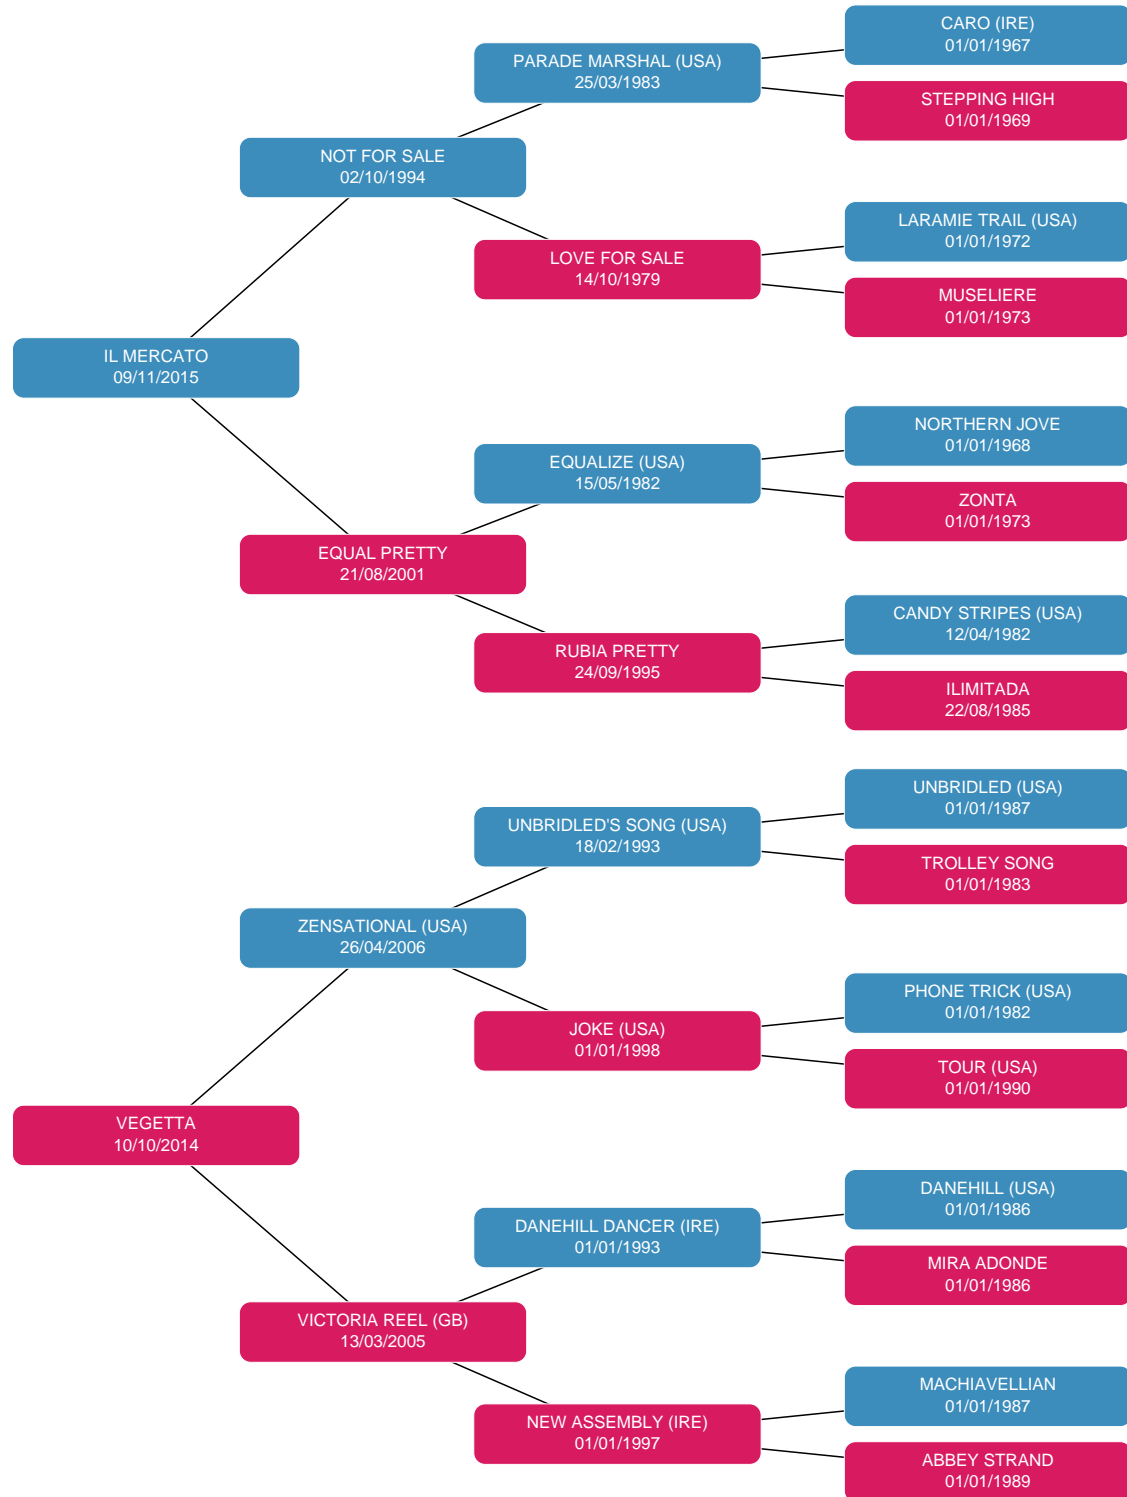 CARO (IRE)
01/01/1967
PARADE MARSHAL (USA)
25/03/1983
STEPPING HIGH
01/01/1969
NOT FOR SALE
02/10/1994
LARAMIE TRAIL (USA)
01/01/1972
LOVE FOR SALE
14/10/1979
MUSELIERE
01/01/1973
IL MERCATO
09/11/2015
NORTHERN JOVE
01/01/1968
EQUALIZE (USA)
15/05/1982
ZONTA
01/01/1973
EQUAL PRETTY
21/08/2001
CANDY STRIPES (USA)
12/04/1982
RUBIA PRETTY
24/09/1995
ILIMITADA
22/08/1985
UNBRIDLED (USA)
01/01/1987
UNBRIDLED'S SONG (USA)
18/02/1993
TROLLEY SONG
01/01/1983
ZENSATIONAL (USA)
26/04/2006
PHONE TRICK (USA)
01/01/1982
JOKE (USA)
01/01/1998
TOUR (USA)
01/01/1990
VEGETTA
10/10/2014
DANEHILL (USA)
01/01/1986
DANEHILL DANCER (IRE)
01/01/1993
MIRA ADONDE
01/01/1986
VICTORIA REEL (GB)
13/03/2005
MACHIAVELLIAN
01/01/1987
NEW ASSEMBLY (IRE)
01/01/1997
ABBEY STRAND
01/01/1989